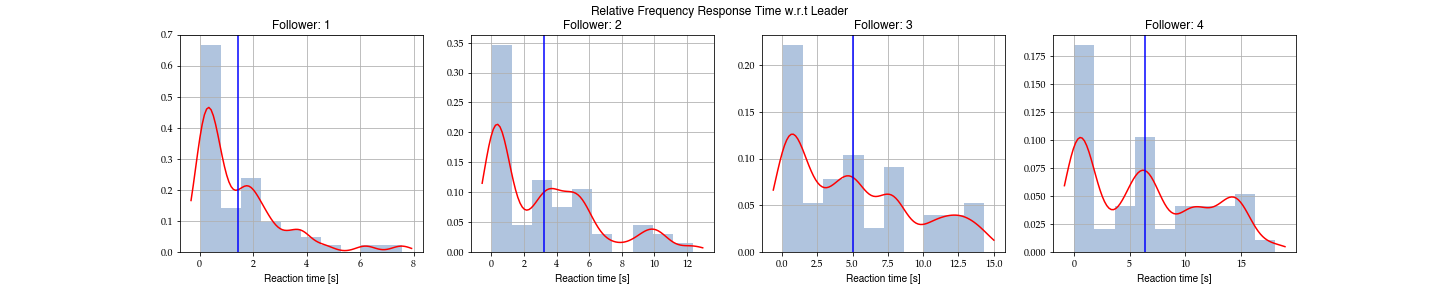 Relative Frequency Response Time w.r.t Leader
Follower: 1
0.7
0.6
0.5
0.4
0.3
0.2
0.1
0.0
0 2 4 6 8
Reaction time [s]
Follower: 2
0.35
0.30
0.25
0.20
0.15
0.10
0.05
0.00
0 2 4 6 8 10 12
Reaction time [s]
Follower: 3
0.20
0.15
0.10
0.05
0.00
0.0 2.5 5.0 7.5 10.0 12.5 15.0
Reaction time [s]
Follower: 4
0.175
0.150
0.125
0.100
0.075
0.050
0.025
0.000
0 5 10 15
Reaction time [s]